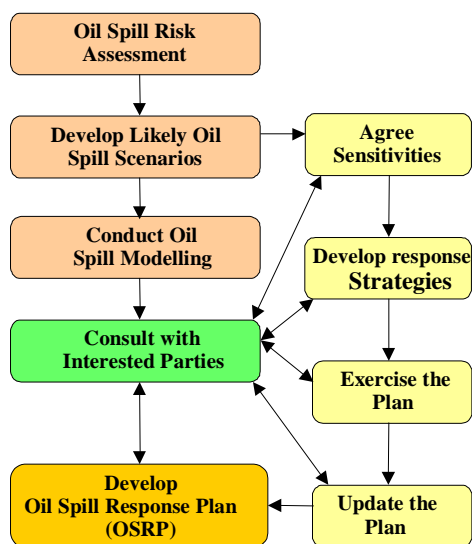 Oil Spill Risk
Assessment
Develop Likely Oil
Spill Scenarios
Agree
Sensitivities
Conduct Oil
Spill Modelling
Develop response
Strategies
Consult with
Interested Parties
Exercise the
Plan
Develop
Oil Spill Response Plan
(OSRP)
Update the
Plan